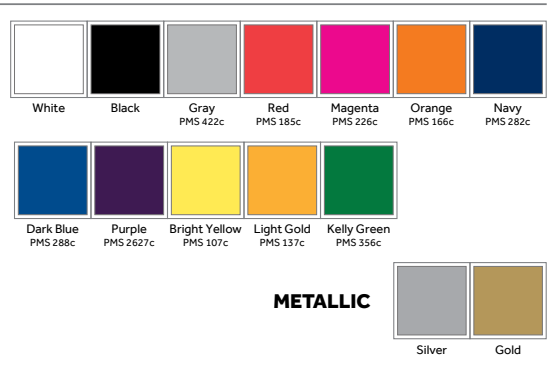 White Black Gray Red Magenta Orange Navy
PMS 422c PMS 185c PMS 226c PMS 166c PMS 282c
Dark Blue Purple Bright Yellow Light Gold Kelly Green
PMS 288c PMS 2627c PMS 107c PMS 137c PMS 356c
METALLIC
Silver Gold